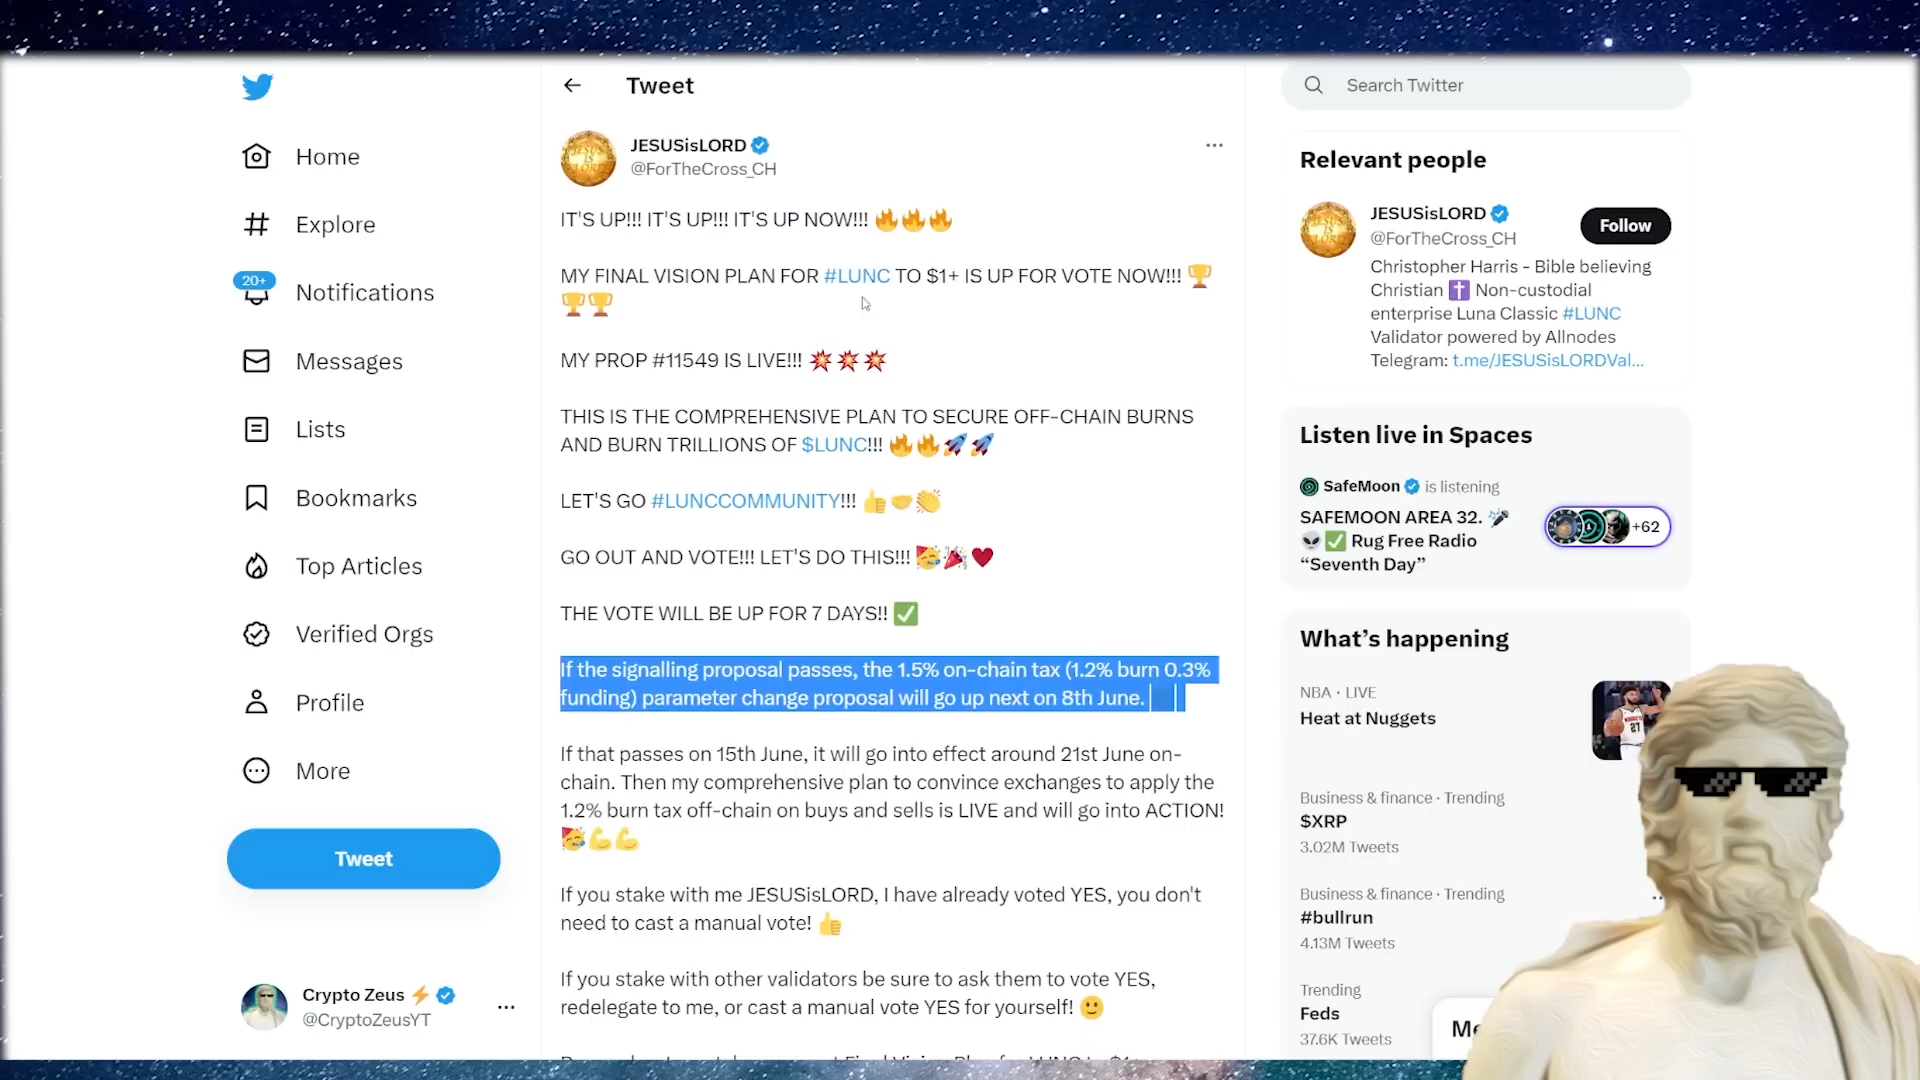 Home
Explore
20+
Notifications
Messages
Lists
Bookmarks
Top Articles
Verified Orgs
Profile
More
Tweet
Crypto Zeus
@CryptoZeusYT
Tweet
JESUSisLORD
@ForTheCross_CH
IT'S UP!!! IT'S UP!!! IT'S UP NOW!!! 🔥🔥🔥
MY FINAL VISION PLAN FOR #LUNC TO $1+ IS UP FOR VOTE NOW!!! 🏆
🏆🏆
MY PROP #11549 IS LIVE!!! 💥💥💥
THIS IS THE COMPREHENSIVE PLAN TO SECURE OFF-CHAIN BURNS
AND BURN TRILLIONS OF $LUNC!!! 🔥🔥🚀🚀
LET'S GO #LUNCCOMMUNITY!!! 👍🤝👏
GO OUT AND VOTE!!! LET'S DO THIS!!! 🥳🎉♥️
THE VOTE WILL BE UP FOR 7 DAYS!! ✅
If the signalling proposal passes, the 1.5% on-chain tax (1.2% burn 0.3%
funding) parameter change proposal will go up next on 8th June.
If that passes on 15th June, it will go into effect around 21st June on-
chain. Then my comprehensive plan to convince exchanges to apply the
1.2% burn tax off-chain on buys and sells is LIVE and will go into ACTION!
🥳💪💪
If you stake with me JESUSisLORD, I have already voted YES, you don't
need to cast a manual vote! 👍
If you stake with other validators be sure to ask them to vote YES,
redelegate to me, or cast a manual vote YES for yourself! 🙂
Search Twitter
Relevant people
JESUSisLORD
@ForTheCross_CH
Follow
Christopher Harris - Bible believing
Christian ✝️ Non-custodial
enterprise Luna Classic #LUNC
Validator powered by Allnodes
Telegram: t.me/JESUSisLORDVal...
Listen live in Spaces
SafeMoon is listening
SAFEMOON AREA 32. 🎤
👽✅ Rug Free Radio
“Seventh Day”
+62
What’s happening
NBA · LIVE
Heat at Nuggets
Business & finance · Trending
$XRP
3.02M Tweets
Business & finance · Trending
#bullrun
4.13M Tweets
Trending
Feds
37.6K Tweets